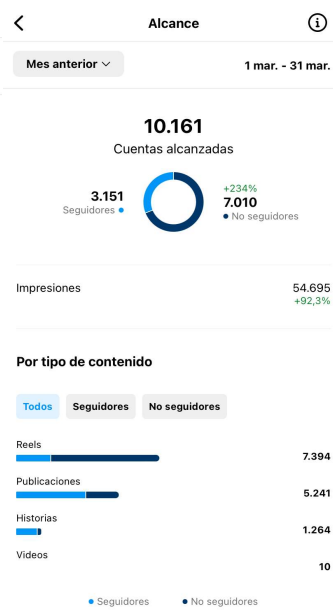 Alcance
Mes anterior
1 mar. - 31 mar.
10.161
Cuentas alcanzadas
3.151
Seguidores
+234%
7.010
No seguidores
Impresiones
54.695
+92,3%
Por tipo de contenido
Todos Seguidores No seguidores
Reels
7.394
Publicaciones
5.241
Historias
1.264
Videos
10
Seguidores No seguidores